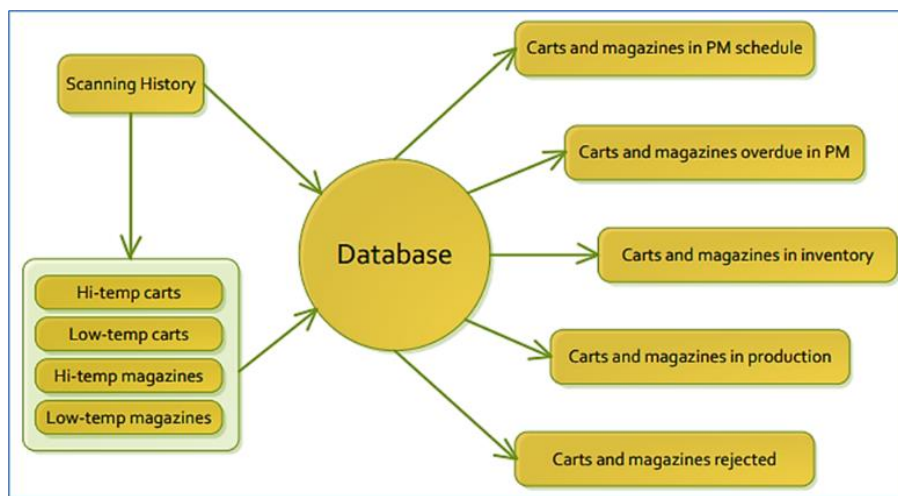 Scanning History
Hi-temp carts
Low-temp carts
Hi-temp magazines
Low-temp magazines
Database
Carts and magazines in PM schedule
Carts and magazines overdue in PM
Carts and magazines in inventory
Carts and magazines in production
Carts and magazines rejected